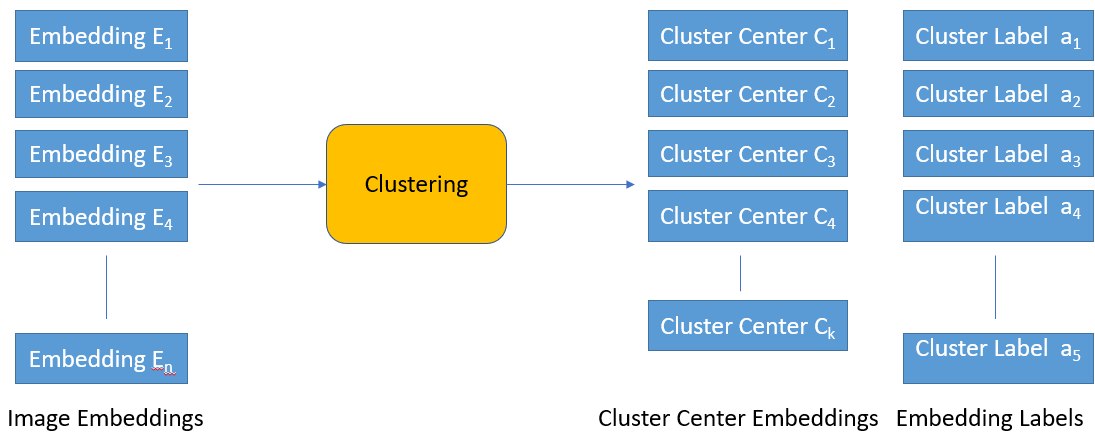 Embedding E₁
Embedding E₂
Embedding E₃
Embedding E₄
Embedding Eₙ
Image Embeddings
Clustering
Cluster Center C₁
Cluster Center C₂
Cluster Center C₃
Cluster Center C₄
Cluster Center Cₖ
Cluster Center Embeddings
Cluster Label a₁
Cluster Label a₂
Cluster Label a₃
Cluster Label a₄
Cluster Label a₅
Embedding Labels